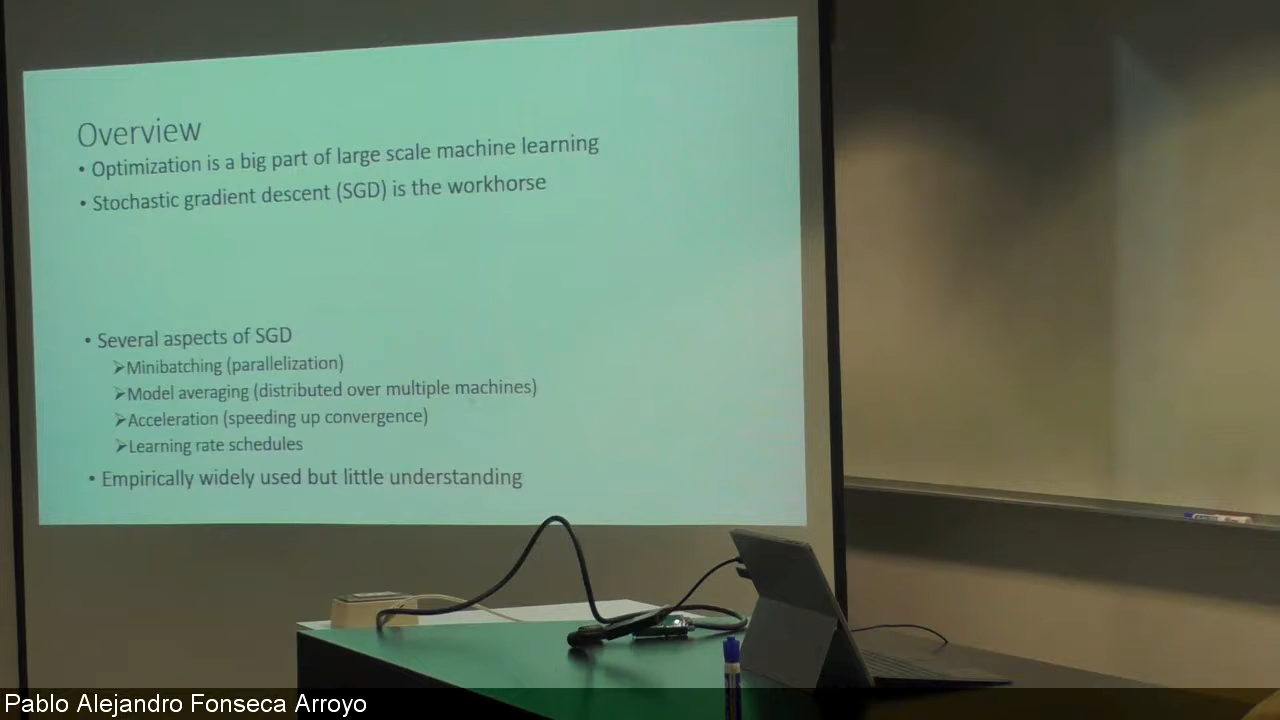 Overview
• Optimization is a big part of large scale machine learning
• Stochastic gradient descent (SGD) is the workhorse
• Several aspects of SGD
➢Minibatching (parallelization)
➢Model averaging (distributed over multiple machines)
➢Acceleration (speeding up convergence)
➢Learning rate schedules
• Empirically widely used but little understanding
Pablo Alejandro Fonseca Arroyo